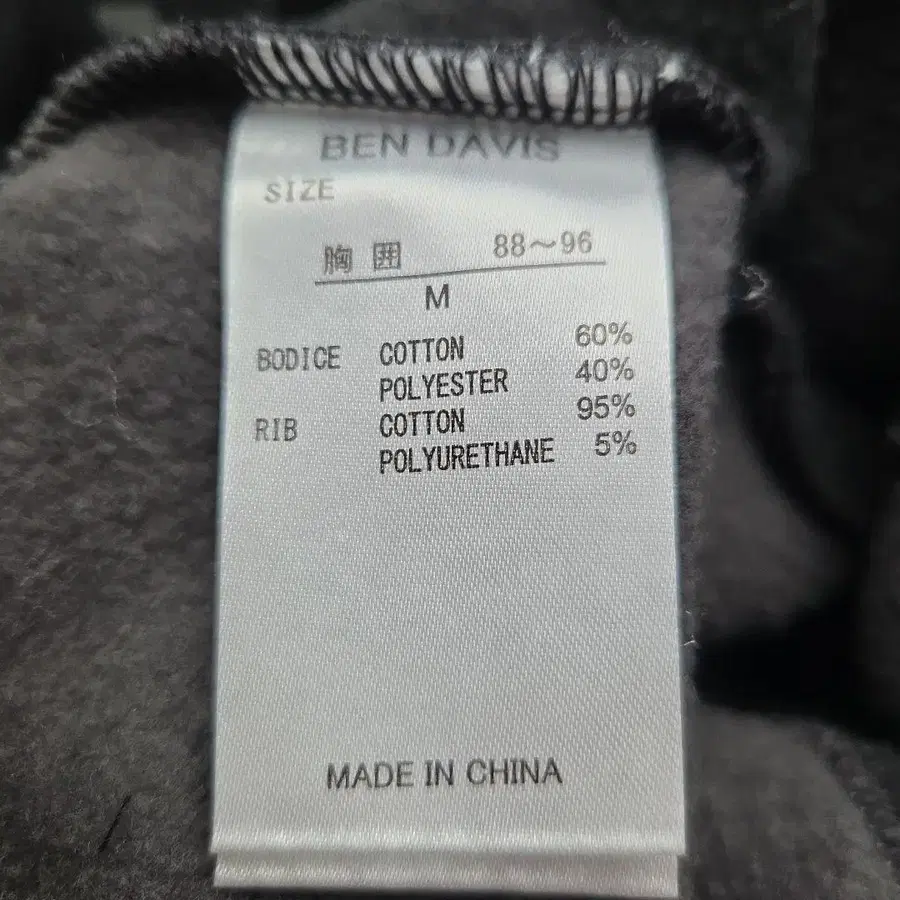 BEN DAVIS
SIZE
胸 囲 88～96
M
BODICE COTTON 60%
POLYESTER 40%
RIB COTTON 95%
POLYURETHANE 5%
MADE IN CHINA